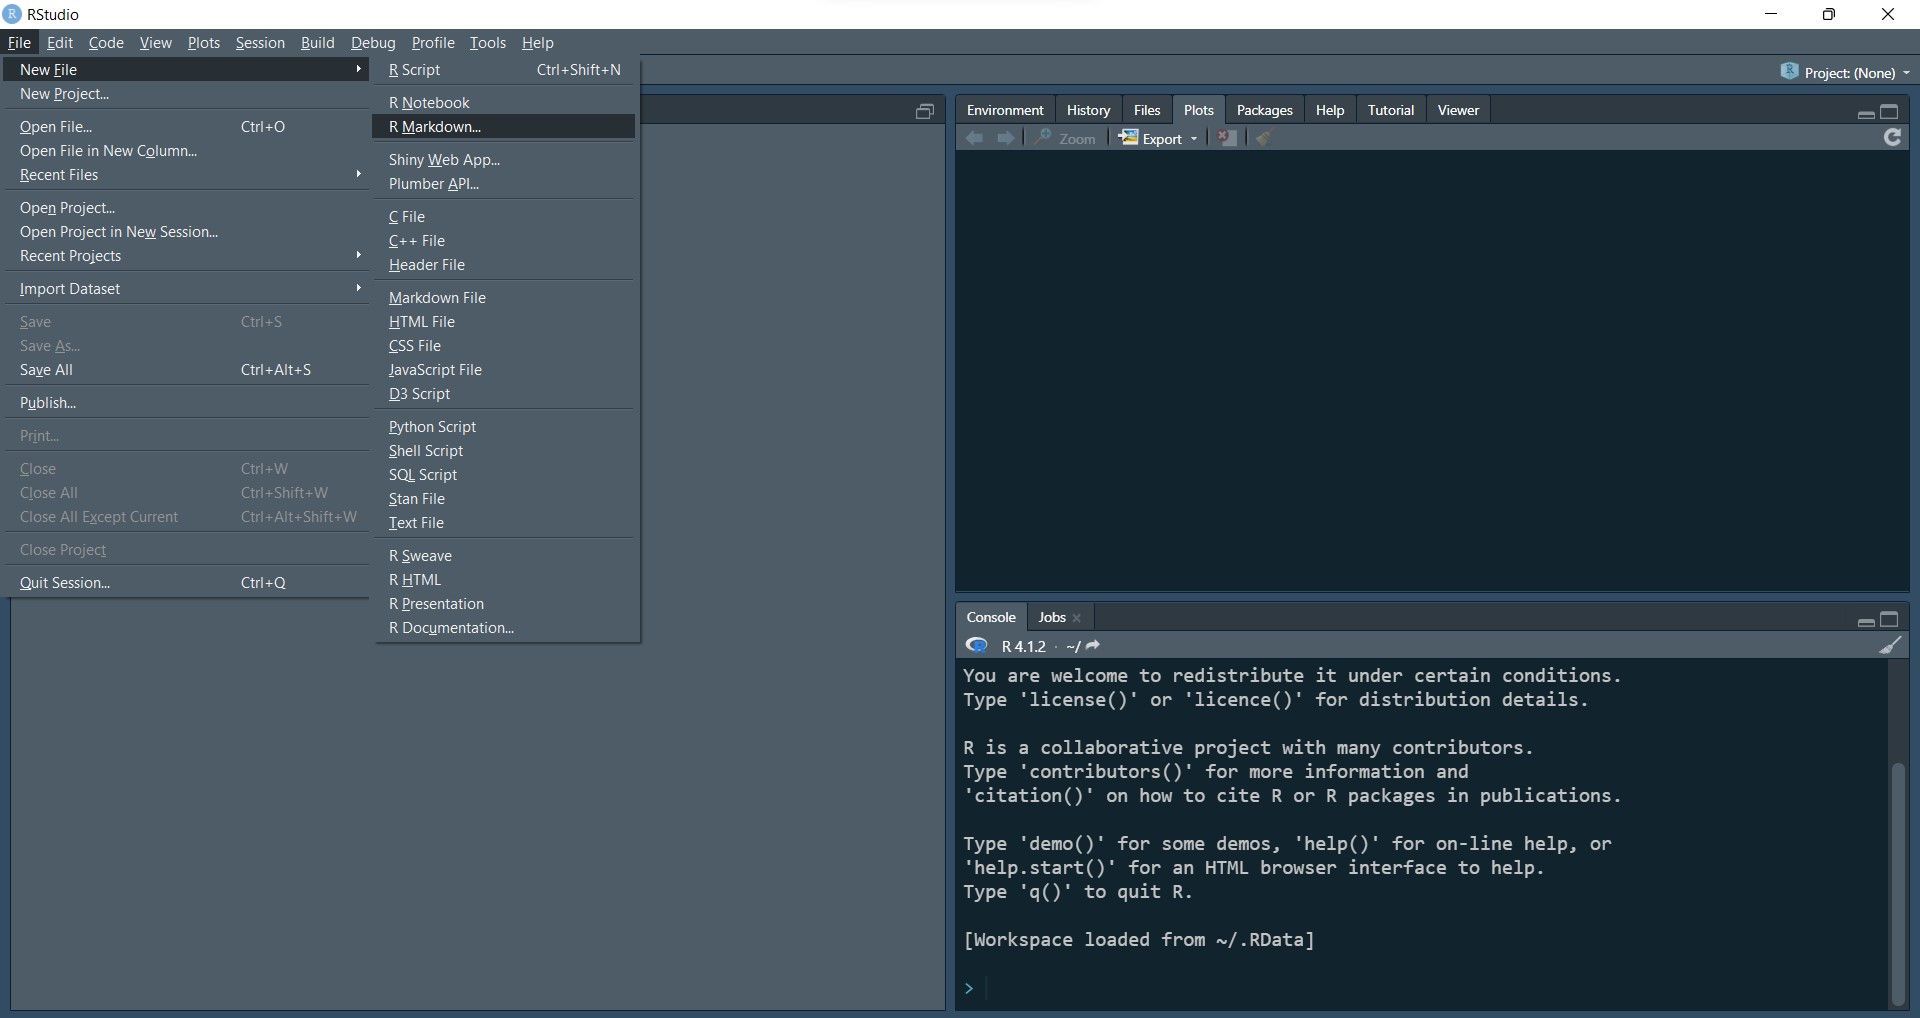 RStudio
File Edit Code View Plots Session Build Debug Profile Tools Help
Project: (None)
New File
New Project...
Open File... Ctrl+O
Open File in New Column...
Recent Files
Open Project...
Open Project in New Session...
Recent Projects
Import Dataset
Save Ctrl+S
Save As...
Save All Ctrl+Alt+S
Publish...
Print...
Close Ctrl+W
Close All Ctrl+Shift+W
Close All Except Current Ctrl+Alt+Shift+W
Close Project
Quit Session... Ctrl+Q
R Script Ctrl+Shift+N
R Notebook
R Markdown...
Shiny Web App...
Plumber API...
C File
C++ File
Header File
Markdown File
HTML File
CSS File
JavaScript File
D3 Script
Python Script
Shell Script
SQL Script
Stan File
Text File
R Sweave
R HTML
R Presentation
R Documentation...
Environment History Files Plots Packages Help Tutorial Viewer
Zoom Export
Console Jobs
R 4.1.2 · ~/
You are welcome to redistribute it under certain conditions.
Type 'license()' or 'licence()' for distribution details.
R is a collaborative project with many contributors.
Type 'contributors()' for more information and
'citation()' on how to cite R or R packages in publications.
Type 'demo()' for some demos, 'help()' for on-line help, or
'help.start()' for an HTML browser interface to help.
Type 'q()' to quit R.
[Workspace loaded from ~/.RData]
>